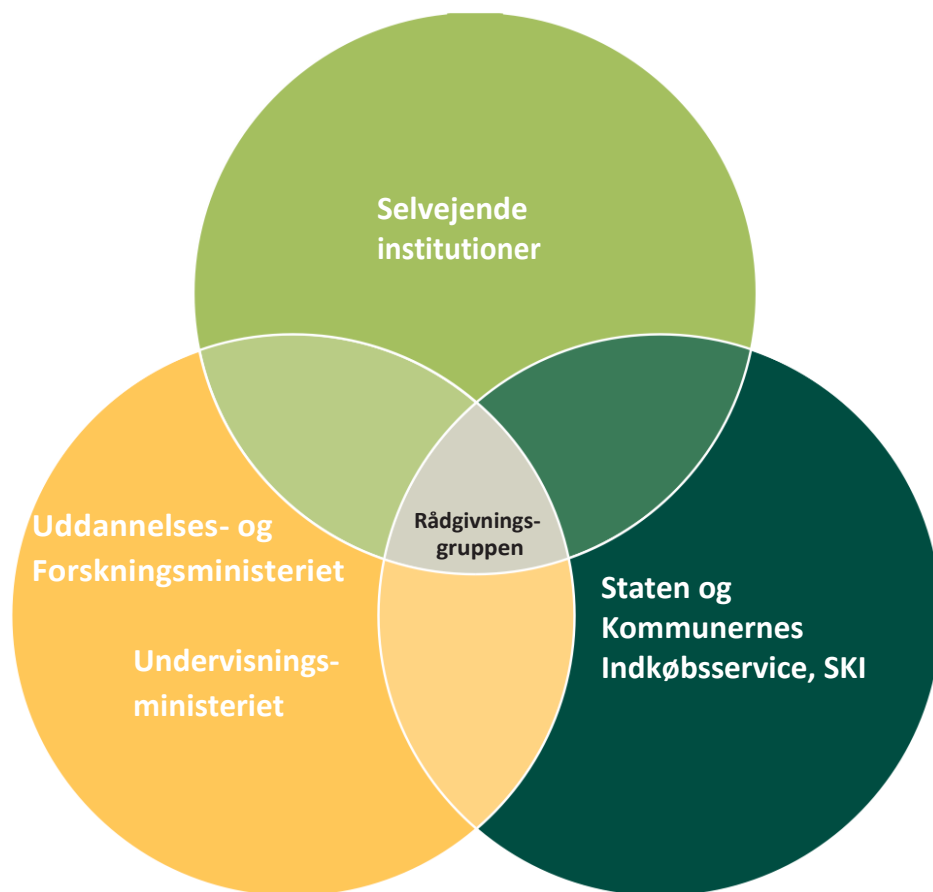 Selvejende
institutioner
Rådgivnings-
gruppen
Uddannelses- og
Forskningsministeriet
Undervisnings-
ministeriet
Staten og
Kommunernes
Indkøbsservice, SKI